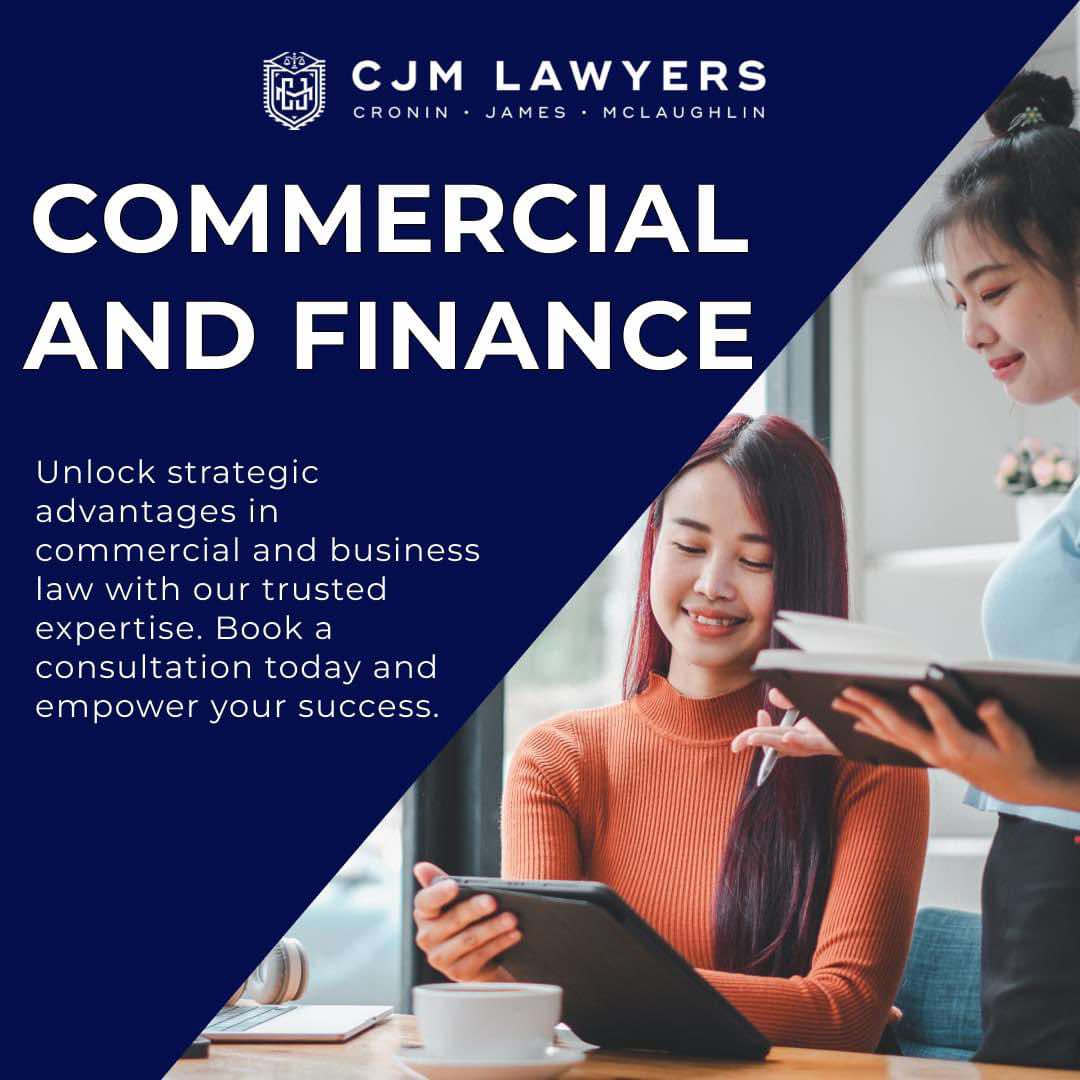 CJM LAWYERS
CRONIN · JAMES · MCLAUGHLIN
COMMERCIAL
AND FINANCE
Unlock strategic
advantages in
commercial and business
law with our trusted
expertise. Book a
consultation today and
empower your success.